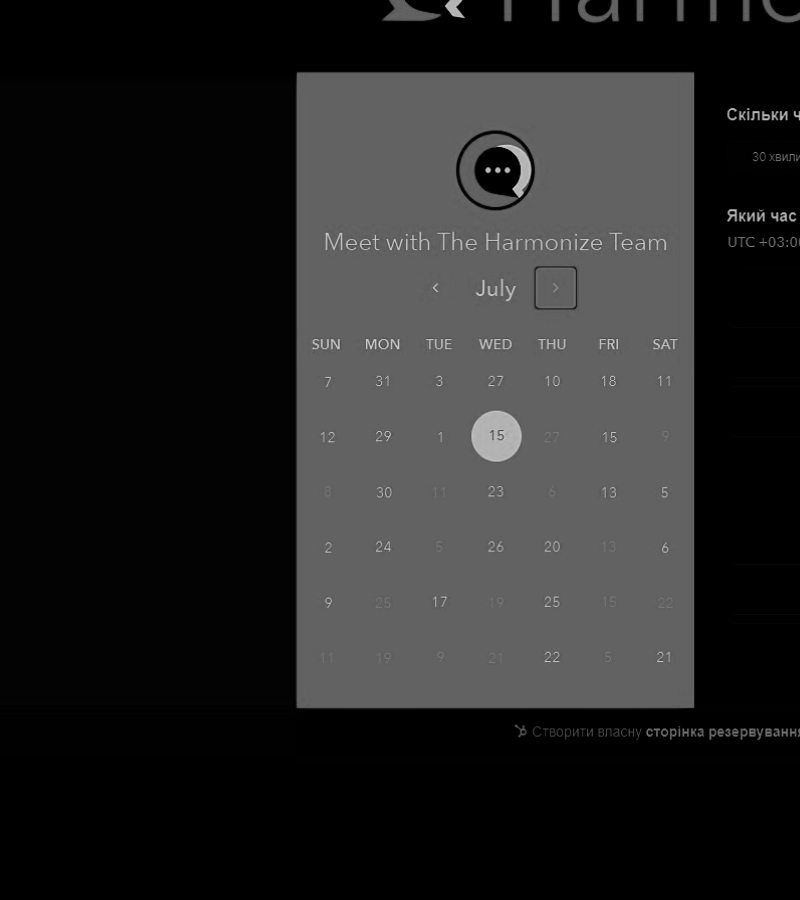 Harmo
Скільки ч
30 хвили
Meet with The Harmonize Team
Який час
UTC +03:00
July
SUN MON TUE WED THU FRI SAT
7 31 3 27 10 18 11
12 29 1 15 27 15 9
8 30 11 23 6 13 5
2 24 5 26 20 13 6
9 25 17 19 25 15 22
11 19 9 21 22 5 21
Створити власну сторінка резервування